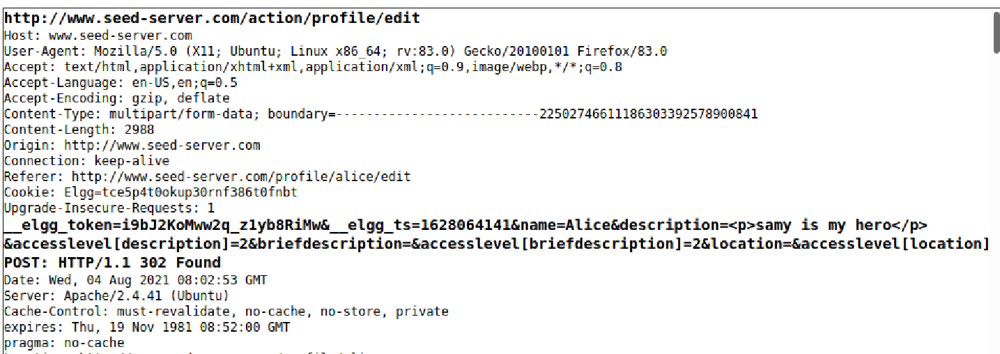 http://www.seed-server.com/action/profile/edit
Host: www.seed-server.com
User-Agent: Mozilla/5.0 (X11; Ubuntu; Linux x86_64; rv:83.0) Gecko/20100101 Firefox/83.0
Accept: text/html,application/xhtml+xml,application/xml;q=0.9,image/webp,*/*;q=0.8
Accept-Language: en-US,en;q=0.5
Accept-Encoding: gzip, deflate
Content-Type: multipart/form-data; boundary=---------------------------22502746611186303392578900841
Content-Length: 2988
Origin: http://www.seed-server.com
Connection: keep-alive
Referer: http://www.seed-server.com/profile/alice/edit
Cookie: Elgg=tce5p4t0okup30rnf386t0fnbt
Upgrade-Insecure-Requests: 1
__elgg_token=i9bJ2KoMww2q_z1yb8RiMw&__elgg_ts=1628064141&name=Alice&description=<p>samy is my hero</p>
&accesslevel[description]=2&briefdescription=&accesslevel[briefdescription]=2&location=&accesslevel[location]
POST: HTTP/1.1 302 Found
Date: Wed, 04 Aug 2021 08:02:53 GMT
Server: Apache/2.4.41 (Ubuntu)
Cache-Control: must-revalidate, no-cache, no-store, private
expires: Thu, 19 Nov 1981 08:52:00 GMT
pragma: no-cache